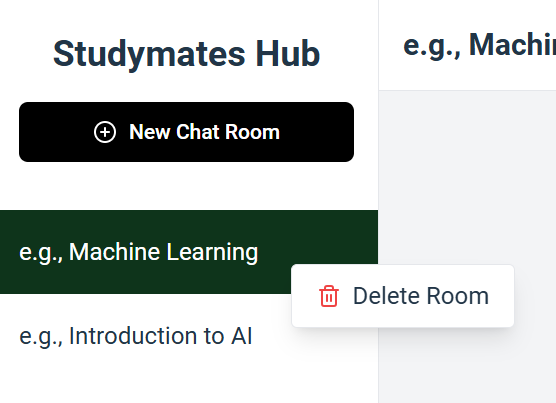 Studymates Hub
e.g., Machin
New Chat Room
e.g., Machine Learning
Delete Room
e.g., Introduction to AI